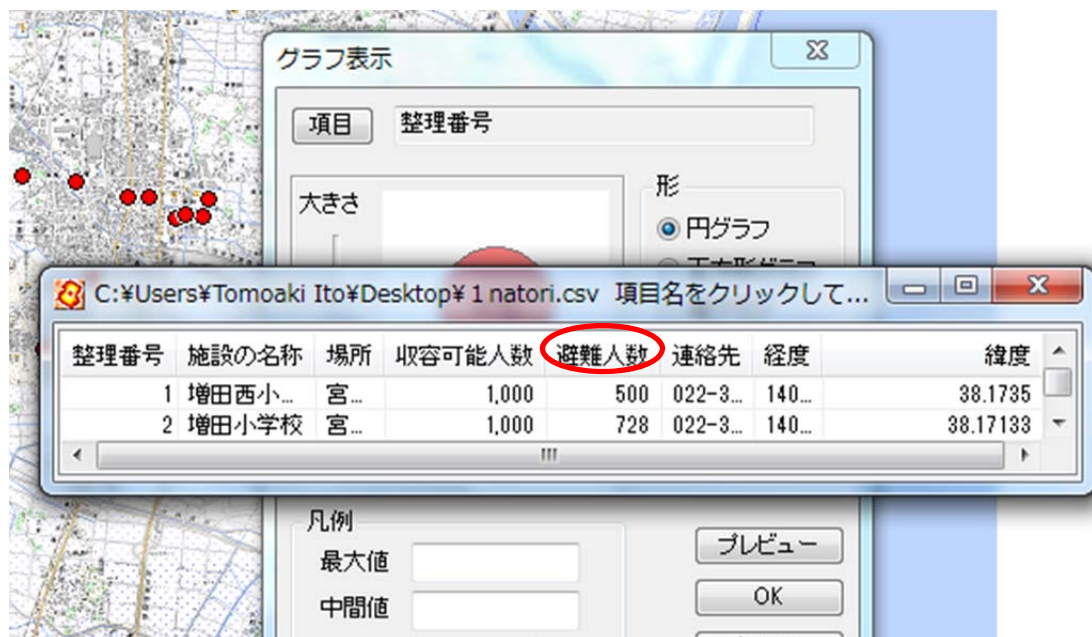 グラフ表示
項目 整理番号
大きさ
形
円グラフ
C:¥Users¥Tomoaki Ito¥Desktop¥１natori.csv 項目名をクリックして...
整理番号 施設の名称 場所 収容可能人数 避難人数 連絡先 経度 緯度
1 増田西小... 宮... 1,000 500 022-3... 140... 38.1735
2 増田小学校 宮... 1,000 728 022-3... 140... 38.17133
凡例
最大値
プレビュー
中間値
OK